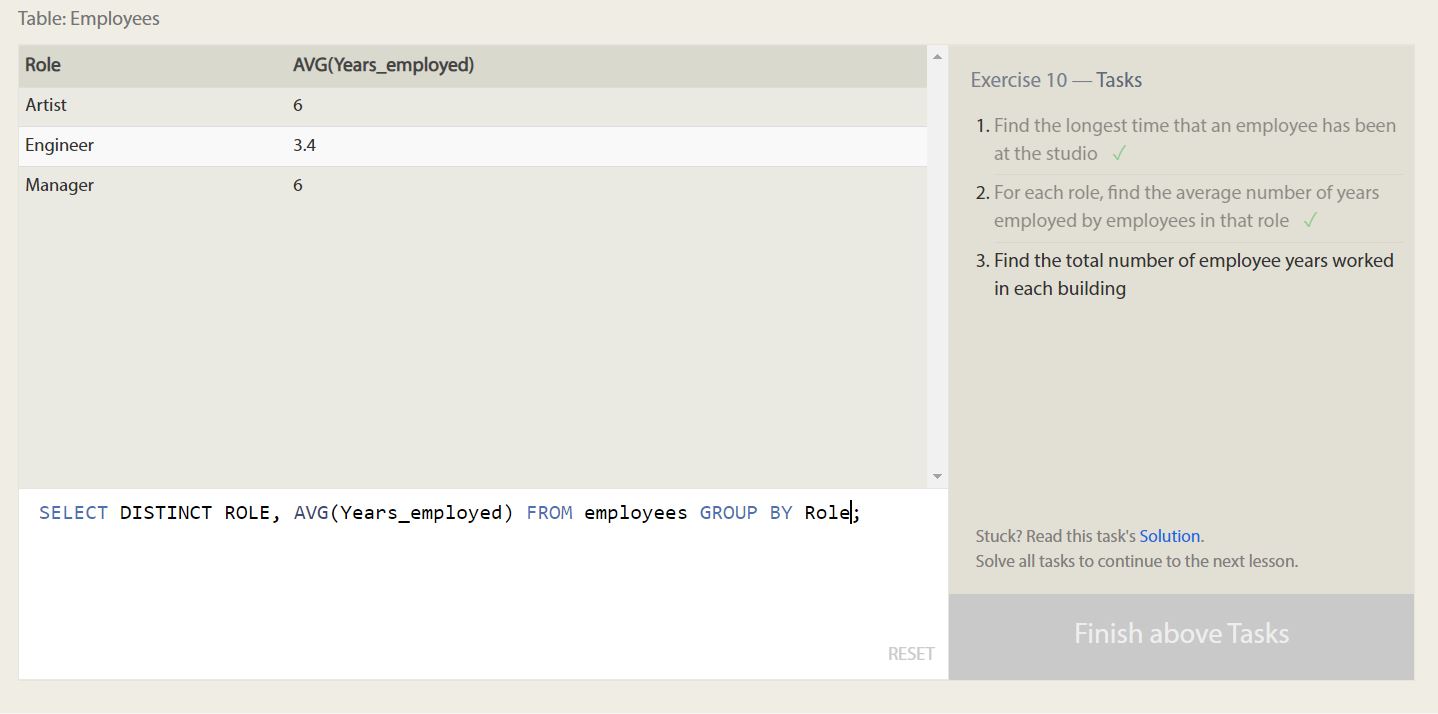 Table: Employees
Role AVG(Years_employed)
Artist 6
Engineer 3.4
Manager 6
SELECT DISTINCT ROLE, AVG(Years_employed) FROM employees GROUP BY Role;
RESET
Exercise 10 — Tasks
1. Find the longest time that an employee has been
at the studio ✓
2. For each role, find the average number of years
employed by employees in that role ✓
3. Find the total number of employee years worked
in each building
Stuck? Read this task's Solution.
Solve all tasks to continue to the next lesson.
Finish above Tasks